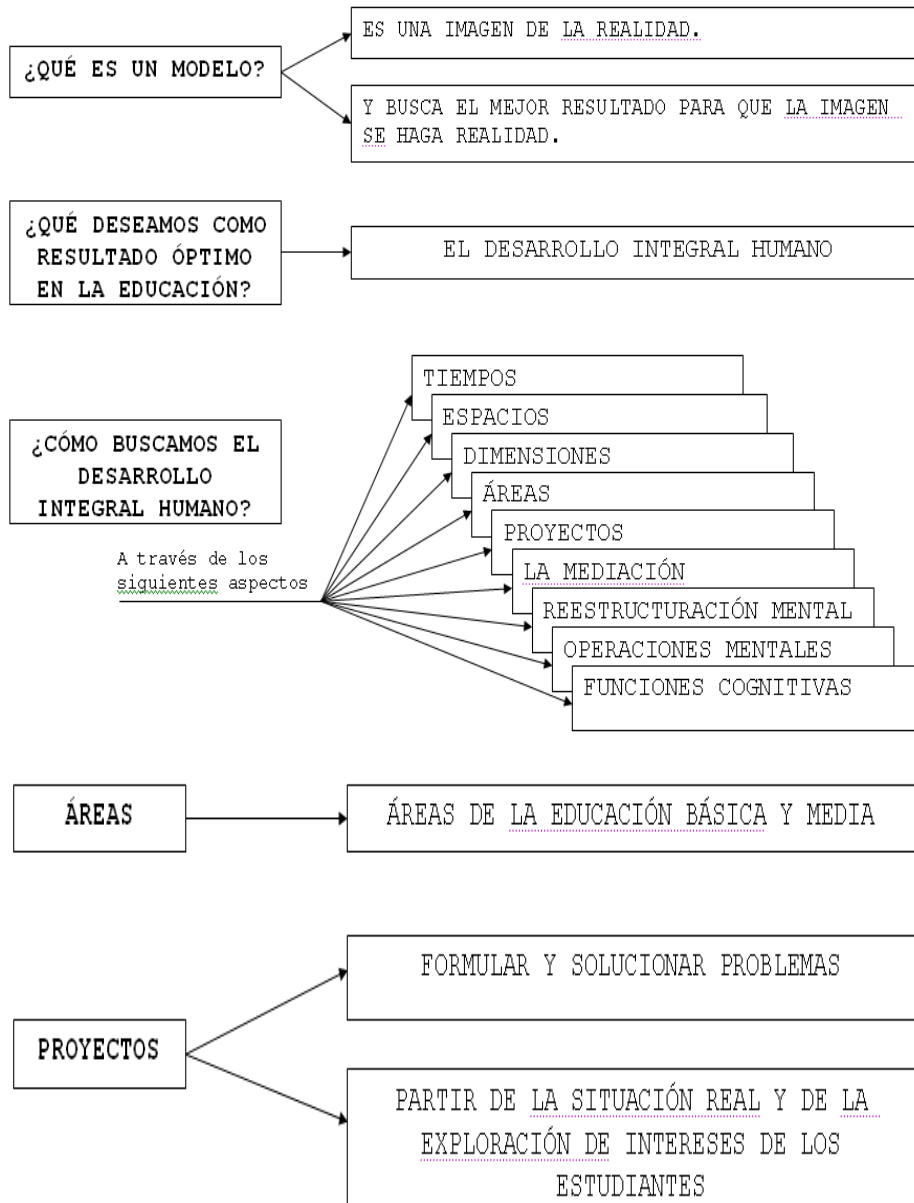 ¿QUÉ ES UN MODELO?
ES UNA IMAGEN DE LA REALIDAD.
Y BUSCA EL MEJOR RESULTADO PARA QUE LA IMAGEN
SE HAGA REALIDAD.
¿QUÉ DESEAMOS COMO
RESULTADO ÓPTIMO
EN LA EDUCACIÓN?
EL DESARROLLO INTEGRAL HUMANO
¿CÓMO BUSCAMOS EL
DESARROLLO
INTEGRAL HUMANO?
A través de los
siguientes aspectos
TIEMPOS
ESPACIOS
DIMENSIONES
ÁREAS
PROYECTOS
LA MEDIACIÓN
REESTRUCTURACIÓN MENTAL
OPERACIONES MENTALES
FUNCIONES COGNITIVAS
ÁREAS
ÁREAS DE LA EDUCACIÓN BÁSICA Y MEDIA
PROYECTOS
FORMULAR Y SOLUCIONAR PROBLEMAS
PARTIR DE LA SITUACIÓN REAL Y DE LA
EXPLORACIÓN DE INTERESES DE LOS
ESTUDIANTES